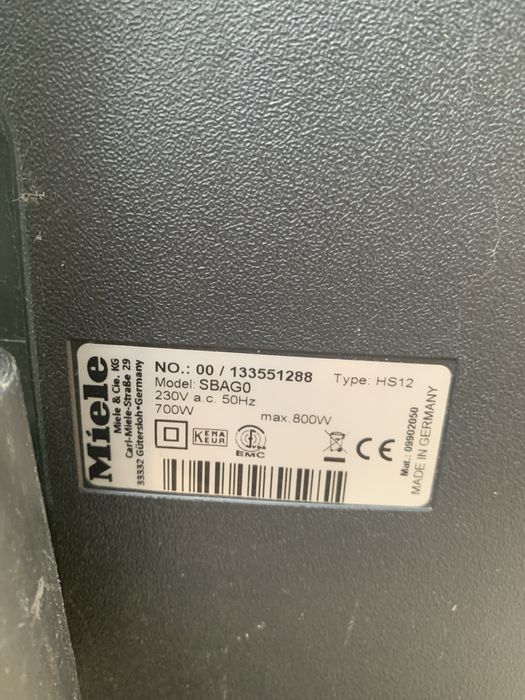 Miele
Miele & Cie. KG
Carl-Miele-Straße 29
33332 Gütersloh•Germany
NO.: 00 / 133551288
Type: HS12
Model: SBAG0
230V a.c. 50Hz
700W
max.800W
KEMA
KEUR
EMC
CE
Mat.: 09902050
MADE IN GERMANY